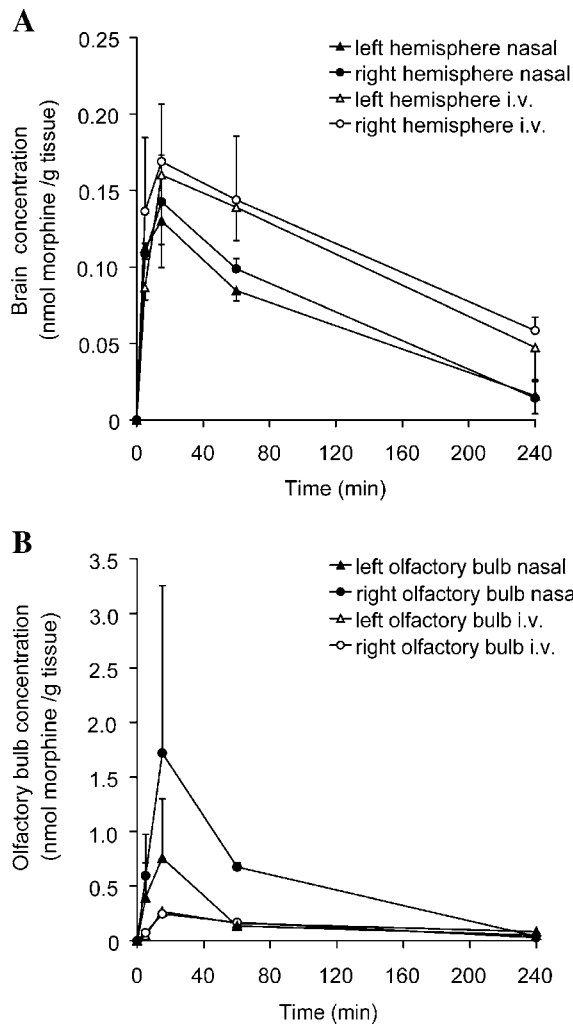 A
0.25
0.20
0.15
0.10
0.05
0
Brain concentration
(nmol morphine /g tissue)
left hemisphere nasal
right hemisphere nasal
left hemisphere i.v.
right hemisphere i.v.
0 40 80 120 160 200 240
Time (min)
B
3.5
3.0
2.5
2.0
1.5
1.0
0.5
0
Olfactory bulb concentration
(nmol morphine /g tissue)
left olfactory bulb nasal
right olfactory bulb nasa
left olfactory bulb i.v.
right olfactory bulb i.v.
0 40 80 120 160 200 240
Time (min)